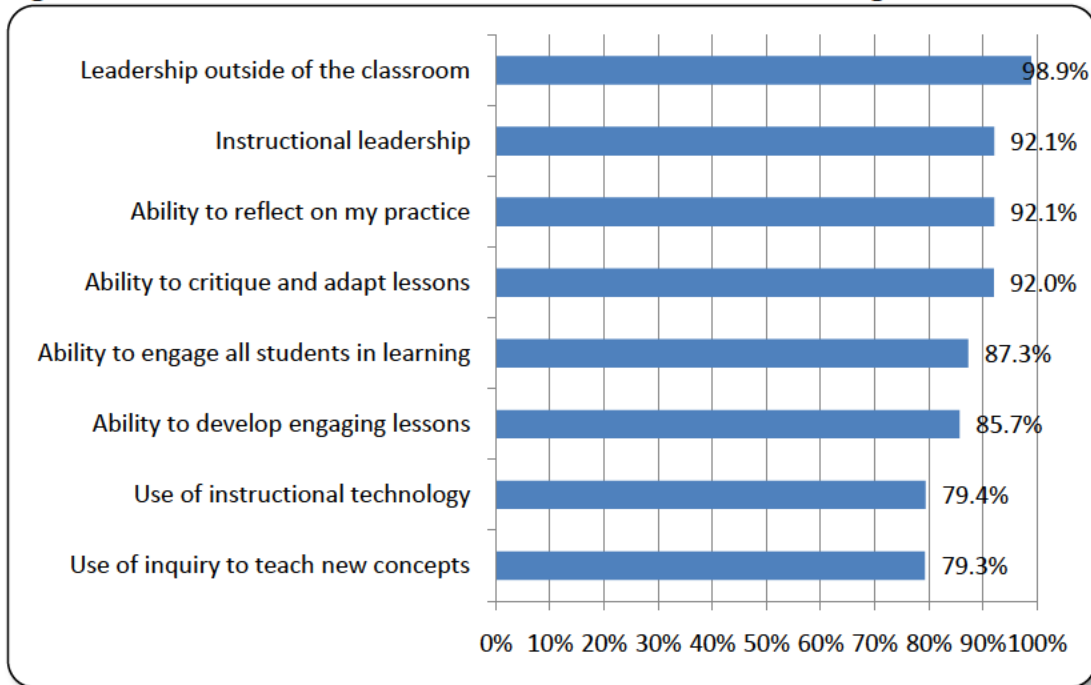 Leadership outside of the classroom 98.9%
Instructional leadership 92.1%
Ability to reflect on my practice 92.1%
Ability to critique and adapt lessons 92.0%
Ability to engage all students in learning 87.3%
Ability to develop engaging lessons 85.7%
Use of instructional technology 79.4%
Use of inquiry to teach new concepts 79.3%
0% 10% 20% 30% 40% 50% 60% 70% 80% 90% 100%